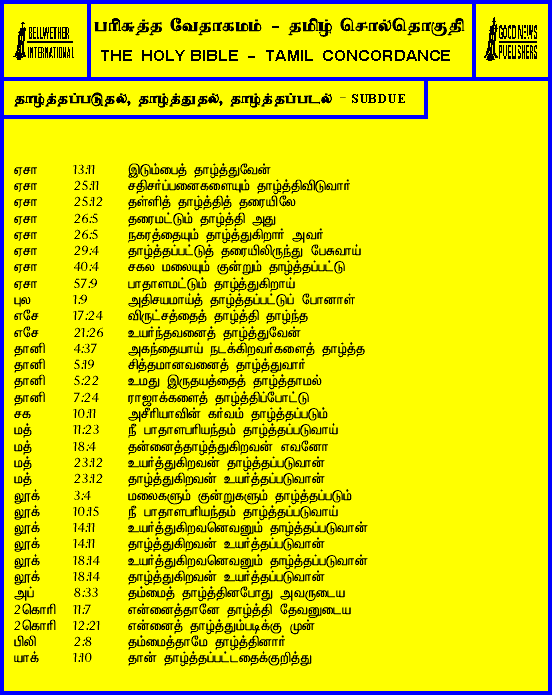 BELLWETHER
INTERNATIONAL
பரிசுத்த வேதாகமம் - தமிழ் சொல்தொகுதி
THE HOLY BIBLE - TAMIL CONCORDANCE
GOOD NEWS
PUBLISHERS
தாழ்த்தப்படுதல், தாழ்த்துதல், தாழ்த்தப்படல் - SUBDUE
ஏசா 13:11 இடும்பைத் தாழ்த்துவேன்
ஏசா 25:11 சதிசர்ப்பனைகளையும் தாழ்த்திவிடுவார்
ஏசா 25:12 தள்ளித் தாழ்த்தித் தரையிலே
ஏசா 26:5 தரைமட்டும் தாழ்த்தி அது
ஏசா 26:5 நகரத்தையும் தாழ்த்துகிறார் அவர்
ஏசா 29:4 தாழ்த்தப்பட்டுத் தரையிலிருந்து பேசுவாய்
ஏசா 40:4 சகல மலையும் குன்றும் தாழ்த்தப்பட்டு
ஏசா 57:9 பாதாளமட்டும் தாழ்த்துகிறாய்
புல 1:9 அதிசயமாய்த் தாழ்த்தப்பட்டுப் போனாள்
எசே 17:24 விருட்சத்தைத் தாழ்த்தி தாழ்ந்த
எசே 21:26 உயர்ந்தவனைத் தாழ்த்துவேன்
தானி 4:37 அகந்தையாய் நடக்கிறவர்களைத் தாழ்த்த
தானி 5:19 சித்தமானவனைத் தாழ்த்துவார்
தானி 5:22 உமது இருதயத்தைத் தாழ்த்தாமல்
தானி 7:24 ராஜாக்களைத் தாழ்த்திப்போட்டு
சக 10:11 அசீரியாவின் கர்வம் தாழ்த்தப்படும்
மத் 11:23 நீ பாதாளபரியந்தம் தாழ்த்தப்படுவாய்
மத் 18:4 தன்னைத்தாழ்த்துகிறவன் எவனோ
மத் 23:12 உயர்த்துகிறவன் தாழ்த்தப்படுவான்
மத் 23:12 தாழ்த்துகிறவன் உயர்த்தப்படுவான்
லூக் 3:4 மலைகளும் குன்றுகளும் தாழ்த்தப்படும்
லூக் 10:15 நீ பாதாளபரியந்தம் தாழ்த்தப்படுவாய்
லூக் 14:11 உயர்த்துகிறவனெவனும் தாழ்த்தப்படுவான்
லூக் 14:11 தாழ்த்துகிறவன் உயர்த்தப்படுவான்
லூக் 18:14 உயர்த்துகிறவனெவனும் தாழ்த்தப்படுவான்
லூக் 18:14 தாழ்த்துகிறவன் உயர்த்தப்படுவான்
அப் 8:33 தம்மைத் தாழ்த்தினபோது அவருடைய
2கொரி 11:7 என்னைத்தானே தாழ்த்தி தேவனுடைய
2கொரி 12:21 என்னைத் தாழ்த்தும்படிக்கு முன்
பிலி 2:8 தம்மைத்தாமே தாழ்த்தினார்
யாக் 1:10 தான் தாழ்த்தப்பட்டதைக்குறித்து